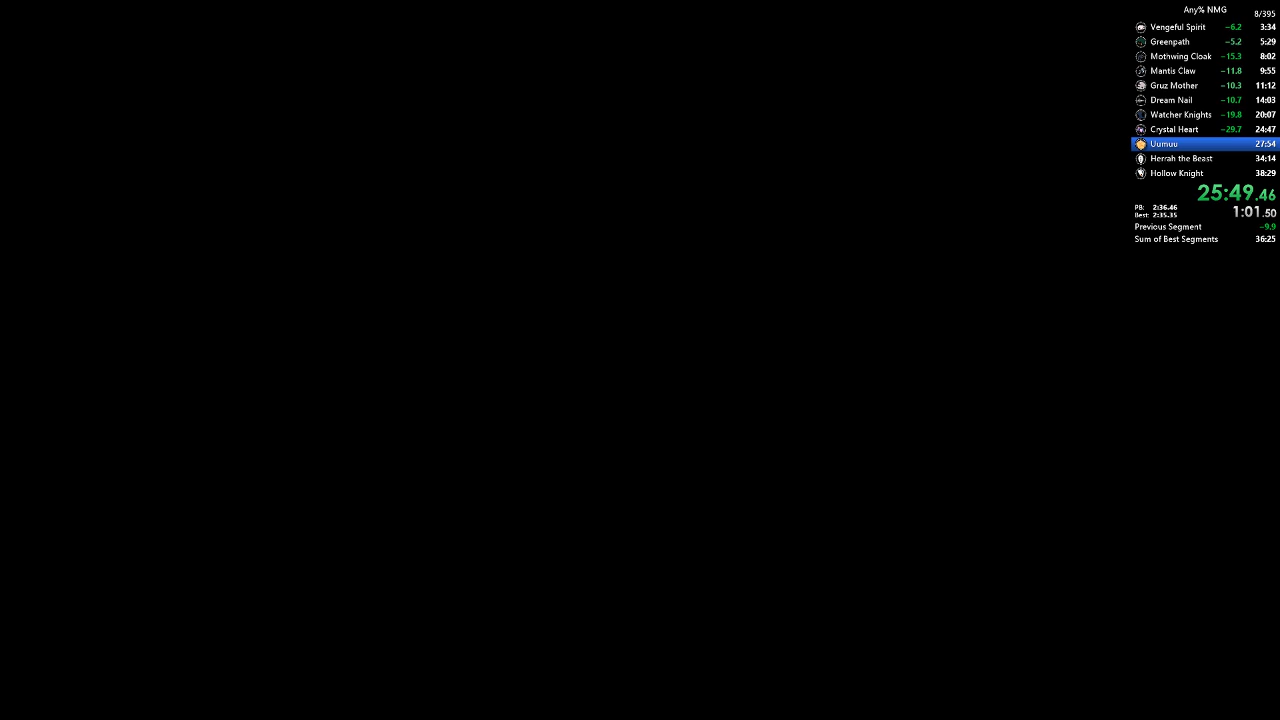 Any% NMG
8/395
Vengeful Spirit −6.2 3:34
Greenpath −5.2 5:29
Mothwing Cloak −15.3 8:02
Mantis Claw −11.8 9:55
Gruz Mother −10.3 11:12
Dream Nail −10.7 14:03
Watcher Knights −19.8 20:07
Crystal Heart −29.7 24:47
Uumuu 27:54
Herrah the Beast 34:14
Hollow Knight 38:29
25:49.46
PB: 2:36.46
Best: 2:35.35
1:01.50
Previous Segment −9.9
Sum of Best Segments 36:25